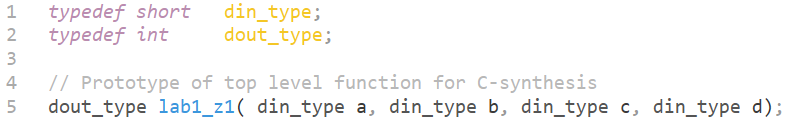 1 typedef short   din_type;
2 typedef int     dout_type;
3
4 // Prototype of top level function for C-synthesis
5 dout_type lab1_z1( din_type a, din_type b, din_type c, din_type d);